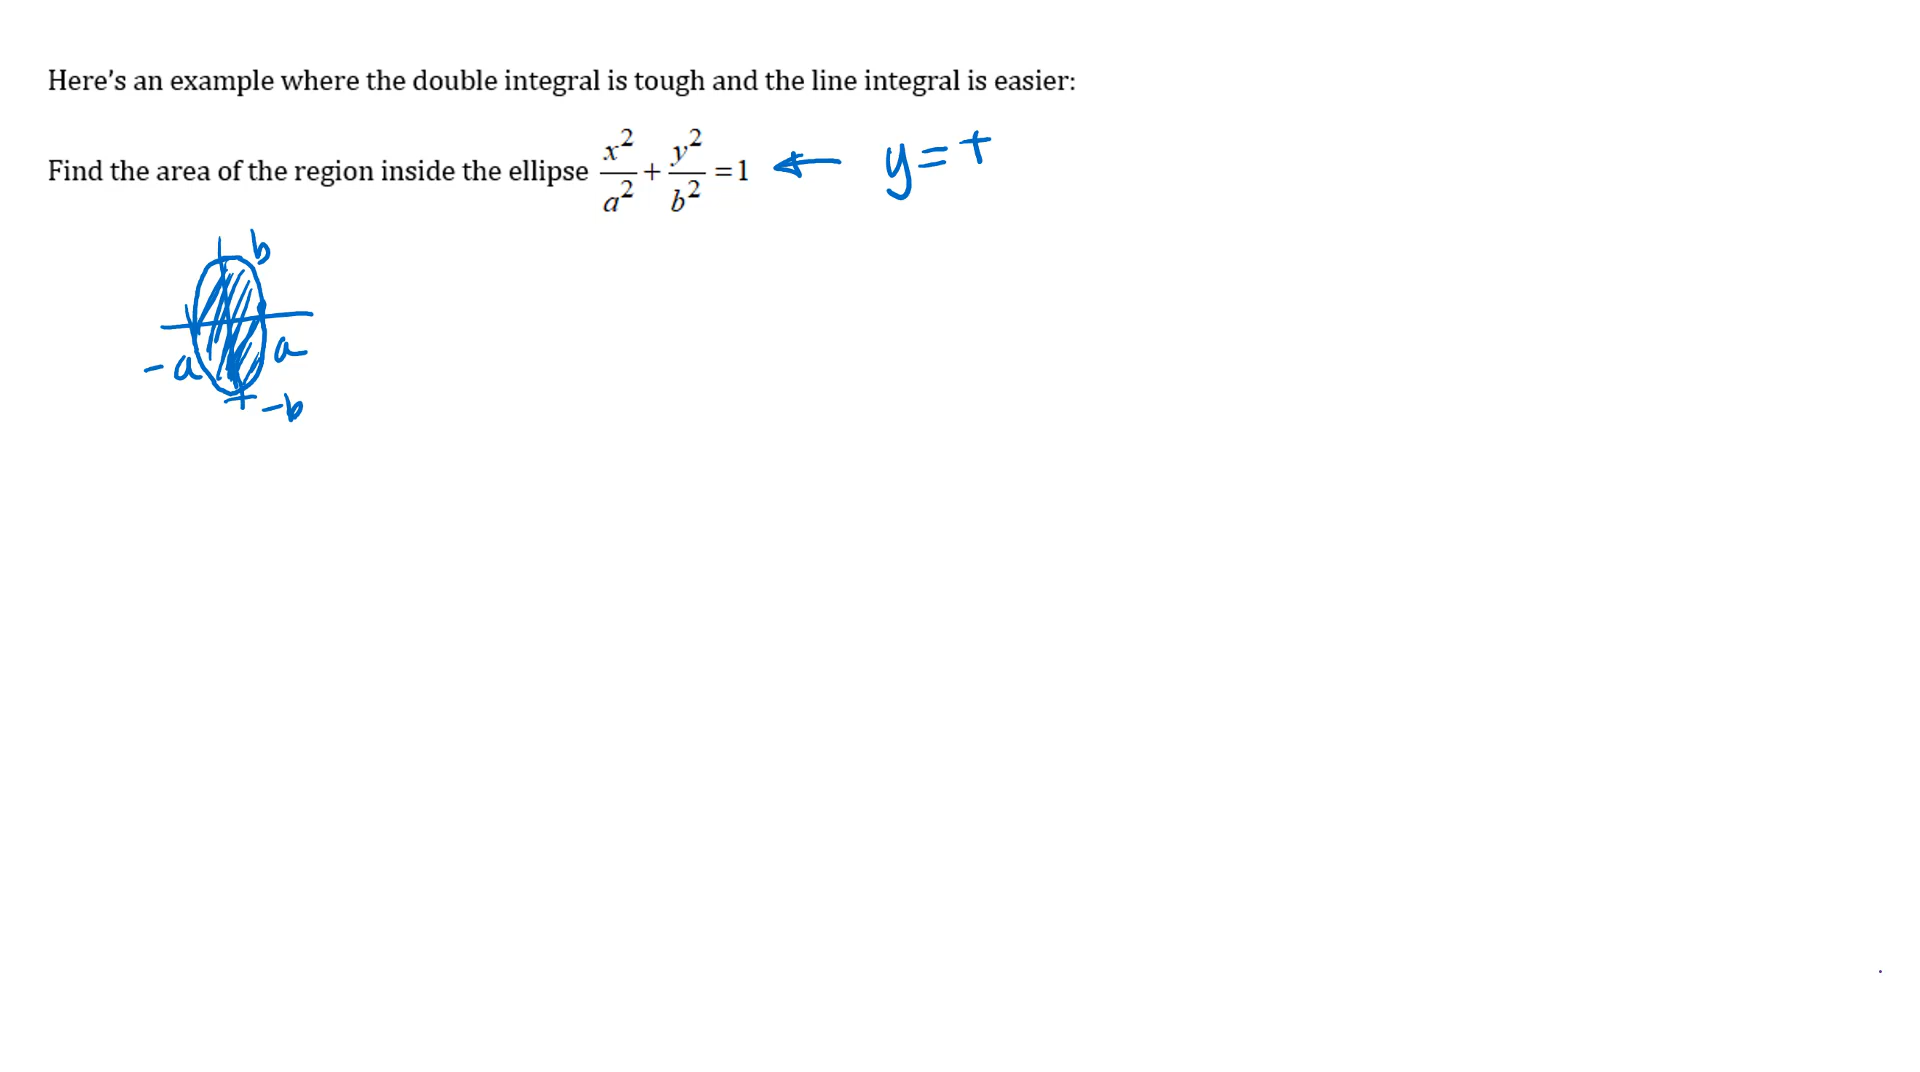 Here's an example where the double integral is tough and the line integral is easier:
Find the area of the region inside the ellipse x²/a² + y²/b² = 1 ← y = +
b
-a a
-b